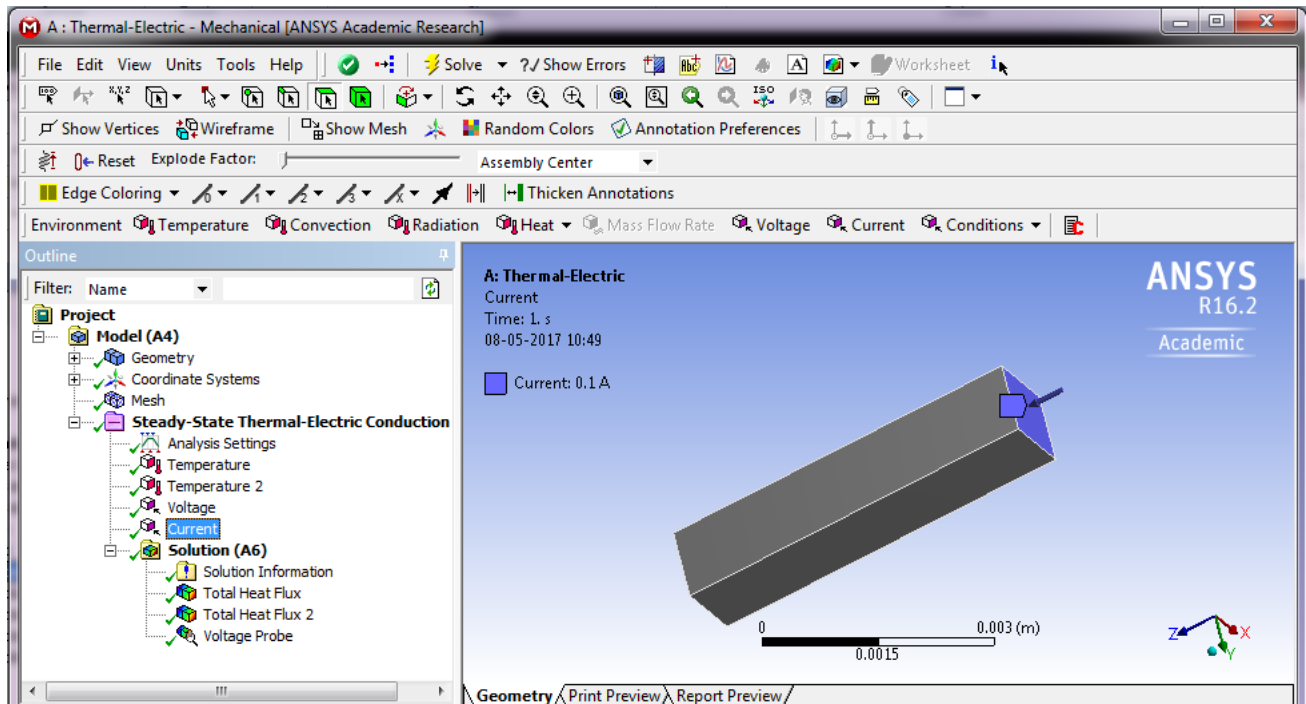 A : Thermal-Electric - Mechanical [ANSYS Academic Research]
File Edit View Units Tools Help Solve ?/ Show Errors Worksheet
Show Vertices Wireframe Show Mesh Random Colors Annotation Preferences
Reset Explode Factor: Assembly Center
Edge Coloring Thicken Annotations
Environment Temperature Convection Radiation Heat Mass Flow Rate Voltage Current Conditions
Outline
Filter: Name
Project
Model (A4)
Geometry
Coordinate Systems
Mesh
Steady-State Thermal-Electric Conduction
Analysis Settings
Temperature
Temperature 2
Voltage
Current
Solution (A6)
Solution Information
Total Heat Flux
Total Heat Flux 2
Voltage Probe
A: Thermal-Electric
Current
Time: 1. s
08-05-2017 10:49
Current: 0.1 A
ANSYS
R16.2
Academic
0 0.003 (m)
0.0015
Z X
Y
Geometry Print Preview Report Preview